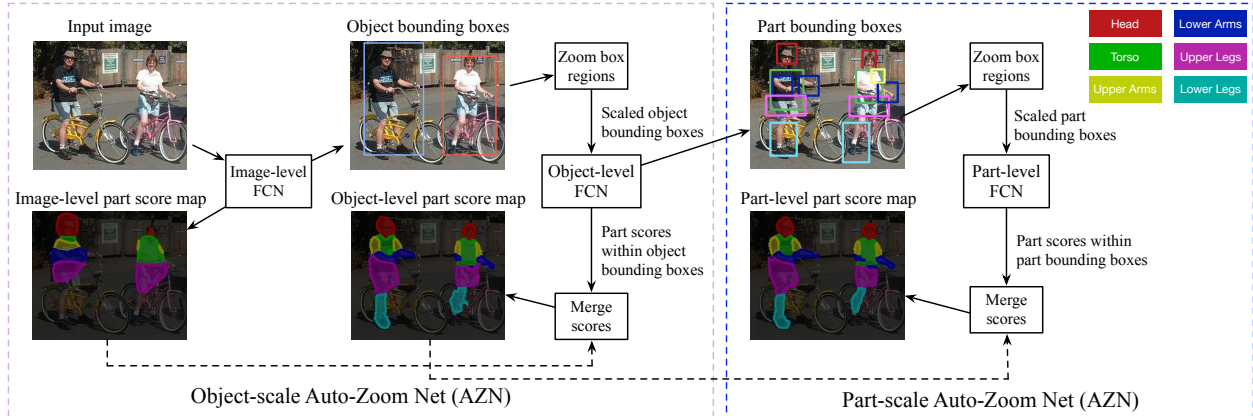 Input image
Object bounding boxes
Zoom box
regions
Scaled object
bounding boxes
Image-level
FCN
Object-level
FCN
Image-level part score map
Object-level part score map
Part scores
within object
bounding boxes
Merge
scores
Object-scale Auto-Zoom Net (AZN)
Part bounding boxes
Zoom box
regions
Head
Lower Arms
Torso
Upper Legs
Upper Arms
Lower Legs
Scaled part
bounding boxes
Part-level
FCN
Part-level part score map
Part scores within
part bounding boxes
Merge
scores
Part-scale Auto-Zoom Net (AZN)